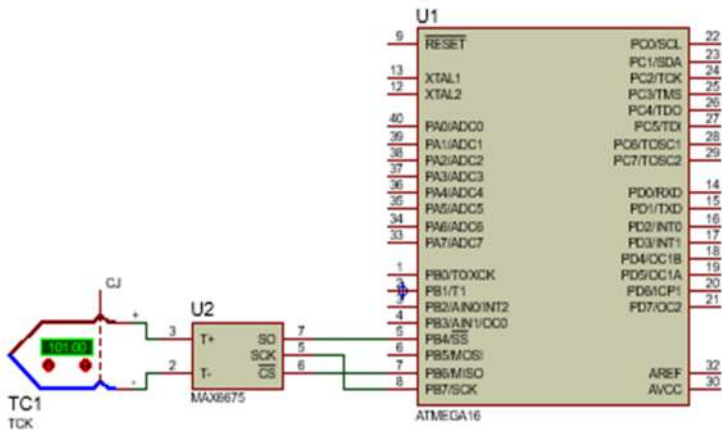 U1
9 RESET PC0/SCL 22
PC1/SDA 23
13 XTAL1 PC2/TCK 24
12 XTAL2 PC3/TMS 25
PC4/TDO 26
40 PA0/ADC0 PC5/TDI 27
39 PA1/ADC1 PC6/TOSC1 28
38 PA2/ADC2 PC7/TOSC2 29
37 PA3/ADC3
36 PA4/ADC4 PD0/RXD 14
35 PA5/ADC5 PD1/TXD 15
34 PA6/ADC6 PD2/INT0 16
33 PA7/ADC7 PD3/INT1 17
PD4/OC1B 18
1 PB0/T0/XCK PD5/OC1A 19
2 PB1/T1 PD6/ICP1 20
3 PB2/AIN0/INT2 PD7/OC2 21
4 PB3/AIN1/OC0
5 PB4/SS
6 PB5/MOSI
7 PB6/MISO AREF 32
8 PB7/SCK AVCC 30
ATMEGA16
CJ
U2
3 T+ SO 7
SCK 5
2 T- CS 6
MAX6675
+
-101.00
-
TC1
TCK